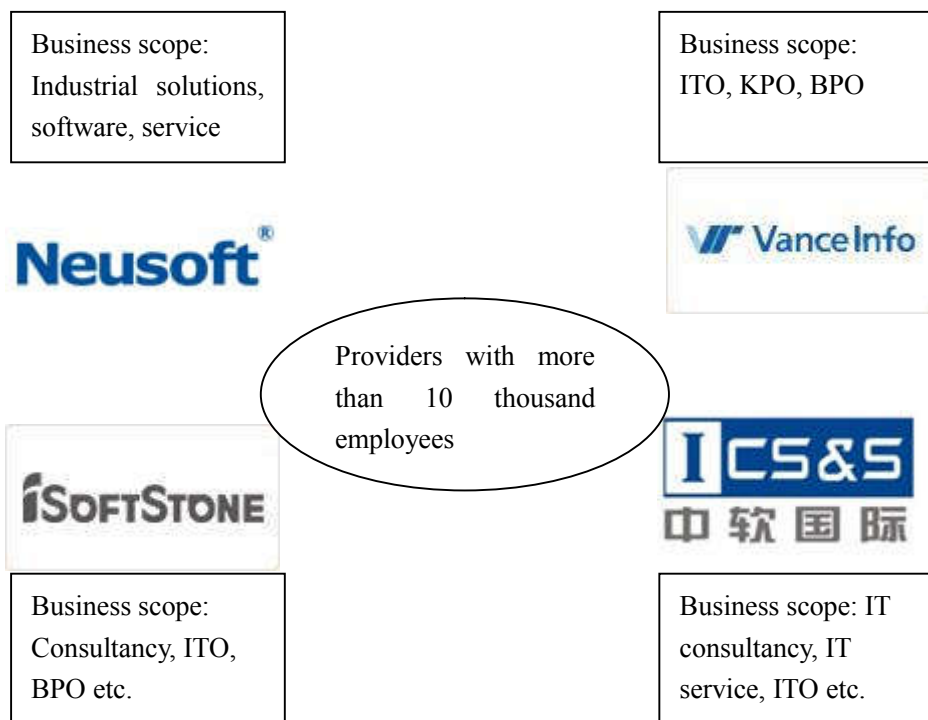 Business scope:
Industrial solutions,
software, service
Business scope:
ITO, KPO, BPO
Neusoft®
VanceInfo
Providers with more
than 10 thousand
employees
iSOFTSTONE
ICS&S
中软国际
Business scope:
Consultancy, ITO,
BPO etc.
Business scope: IT
consultancy, IT
service, ITO etc.